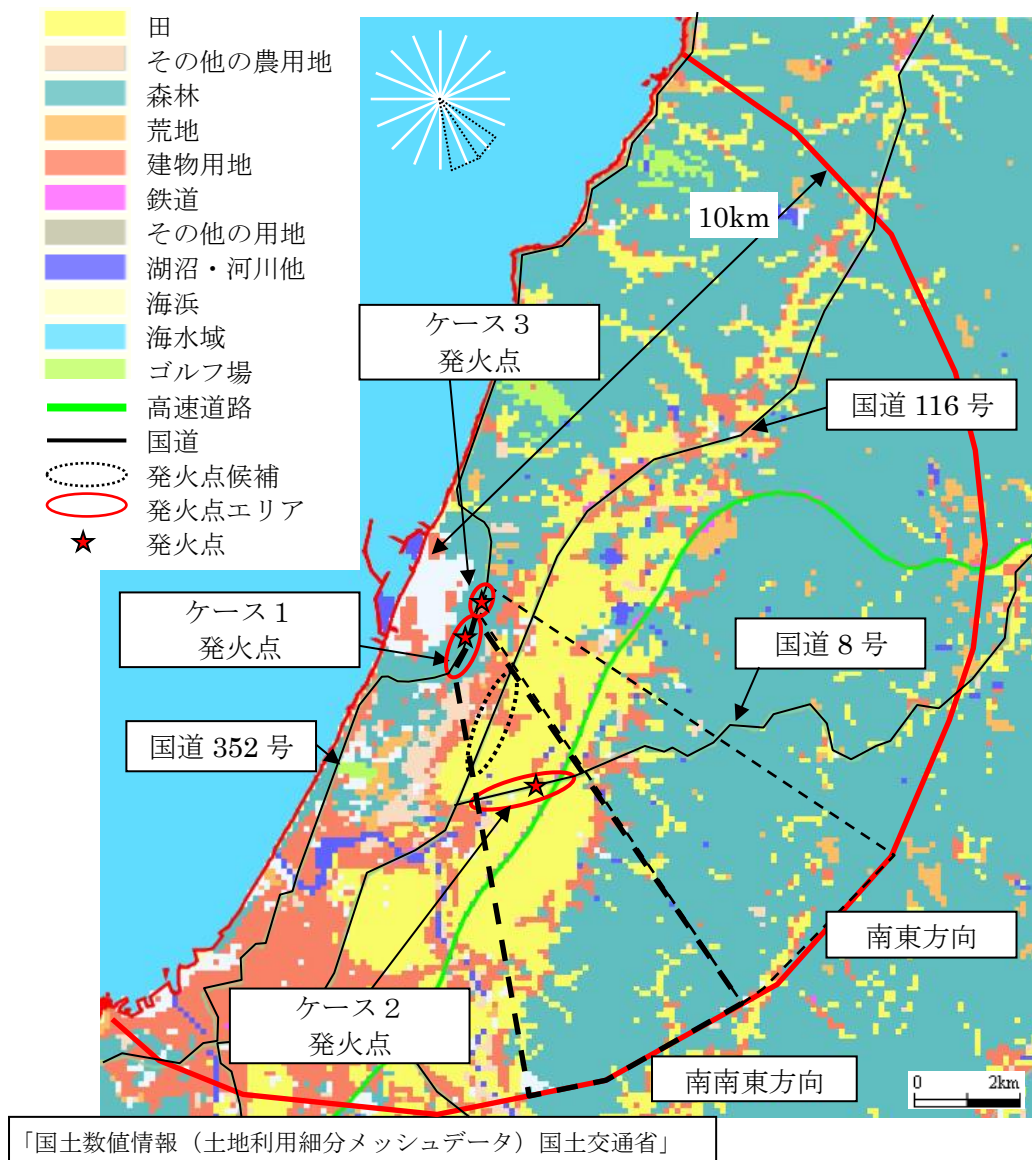 田
その他の農用地
森林
荒地
建物用地
鉄道
その他の用地
湖沼・河川他
海浜
海水域
ゴルフ場
高速道路
国道
発火点候補
発火点エリア
発火点
10km
ケース３
発火点
国道 116 号
ケース１
発火点
国道 8 号
国道 352 号
南東方向
ケース２
発火点
南南東方向
0 2km
「国土数値情報（土地利用細分メッシュデータ）国土交通省」